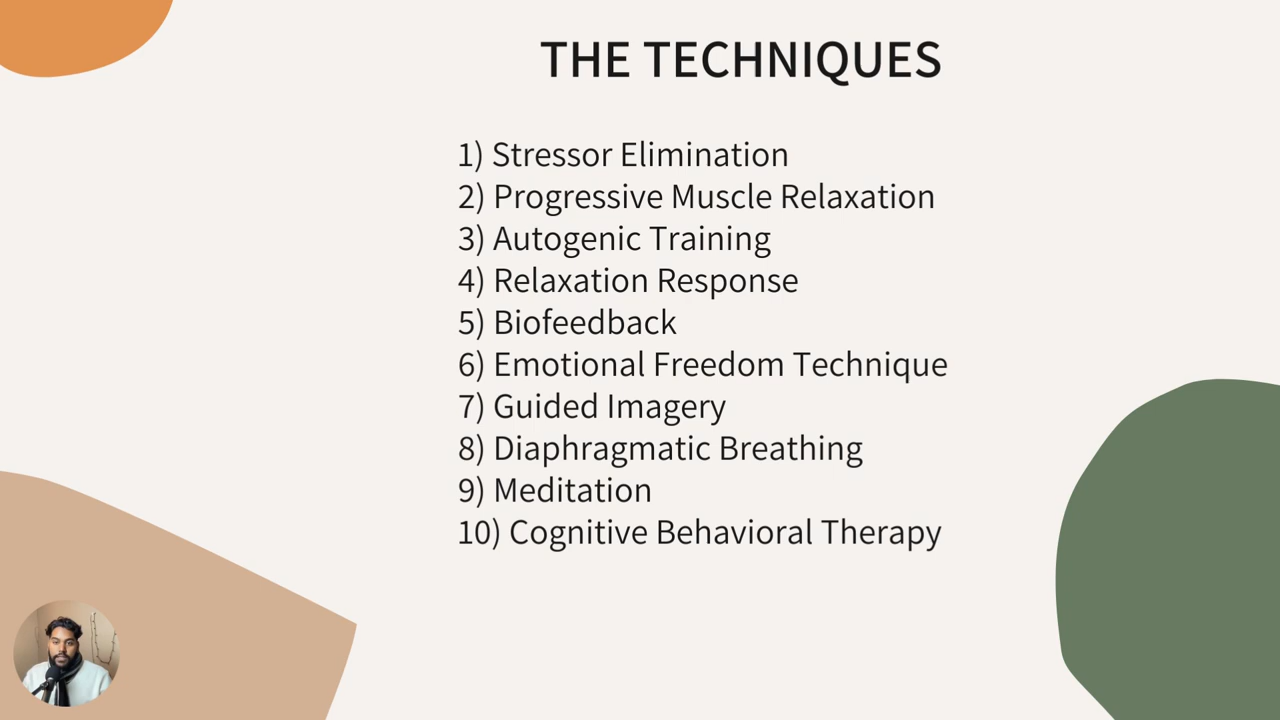 THE TECHNIQUES
1) Stressor Elimination
2) Progressive Muscle Relaxation
3) Autogenic Training
4) Relaxation Response
5) Biofeedback
6) Emotional Freedom Technique
7) Guided Imagery
8) Diaphragmatic Breathing
9) Meditation
10) Cognitive Behavioral Therapy